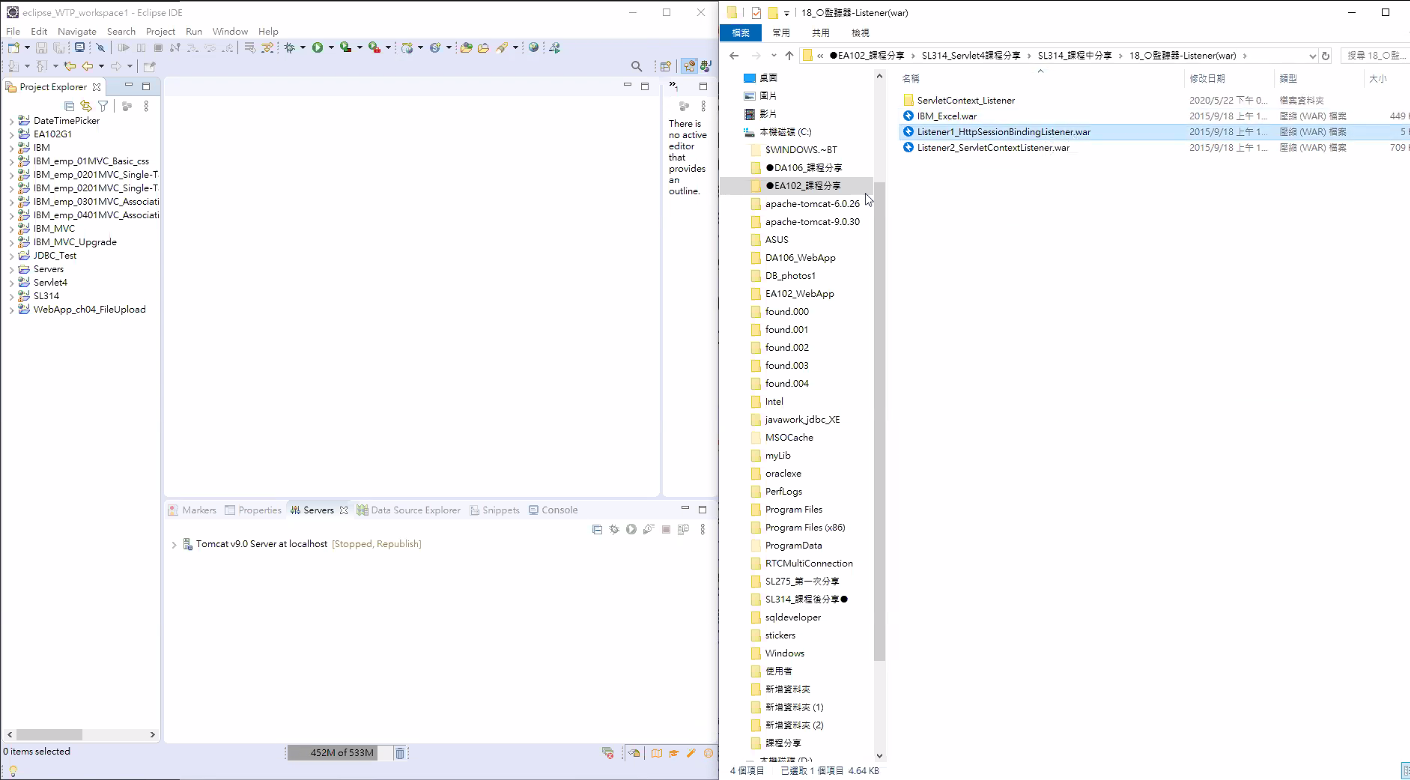 eclipse_WTP_workspace1 - Eclipse IDE
File Edit Navigate Search Project Run Window Help
Project Explorer
DateTimePicker
EA102G1
IBM
IBM_emp_01MVC_Basic_css
IBM_emp_0201MVC_Single-T
IBM_emp_0202MVC_Single-T
IBM_emp_0301MVC_Associati
IBM_emp_0401MVC_Associati
IBM_MVC
IBM_MVC_Upgrade
JDBC_Test
Servers
Servlet4
SL314
WebApp_ch04_FileUpload
0 items selected
There is
no active
editor
that
provides
an
outline.
Markers Properties Servers Data Source Explorer Snippets Console
Tomcat v9.0 Server at localhost [Stopped, Republish]
452M of 533M
18_○監聽器-Listener(war)
檔案 常用 共用 檢視
« ●EA102_課程分享 › SL314_Servlet4課程分享 › SL314_課程中分享 › 18_○監聽器-Listener(war) ›
搜尋 18_○監...
桌面
圖片
影片
本機磁碟 (C:)
$WINDOWS.~BT
●DA106_課程分享
●EA102_課程分享
apache-tomcat-6.0.26
apache-tomcat-9.0.30
ASUS
DA106_WebApp
DB_photos1
EA102_WebApp
found.000
found.001
found.002
found.003
found.004
Intel
javawork_jdbc_XE
MSOCache
myLib
oraclexe
PerfLogs
Program Files
Program Files (x86)
ProgramData
RTCMultiConnection
SL275_第一次分享
SL314_課程後分享●
sqldeveloper
stickers
Windows
使用者
新增資料夾
新增資料夾 (1)
新增資料夾 (2)
課程分享
本機磁碟 (D:)
名稱 修改日期 類型 大小
ServletContext_Listener 2020/5/22 下午 0... 檔案資料夾
IBM_Excel.war 2015/9/18 上午 1... 壓縮 (WAR) 檔案 449
Listener1_HttpSessionBindingListener.war 2015/9/18 上午 1... 壓縮 (WAR) 檔案 5
Listener2_ServletContextListener.war 2015/9/18 上午 1... 壓縮 (WAR) 檔案 709
4 個項目 已選取 1 個項目 4.64 KB